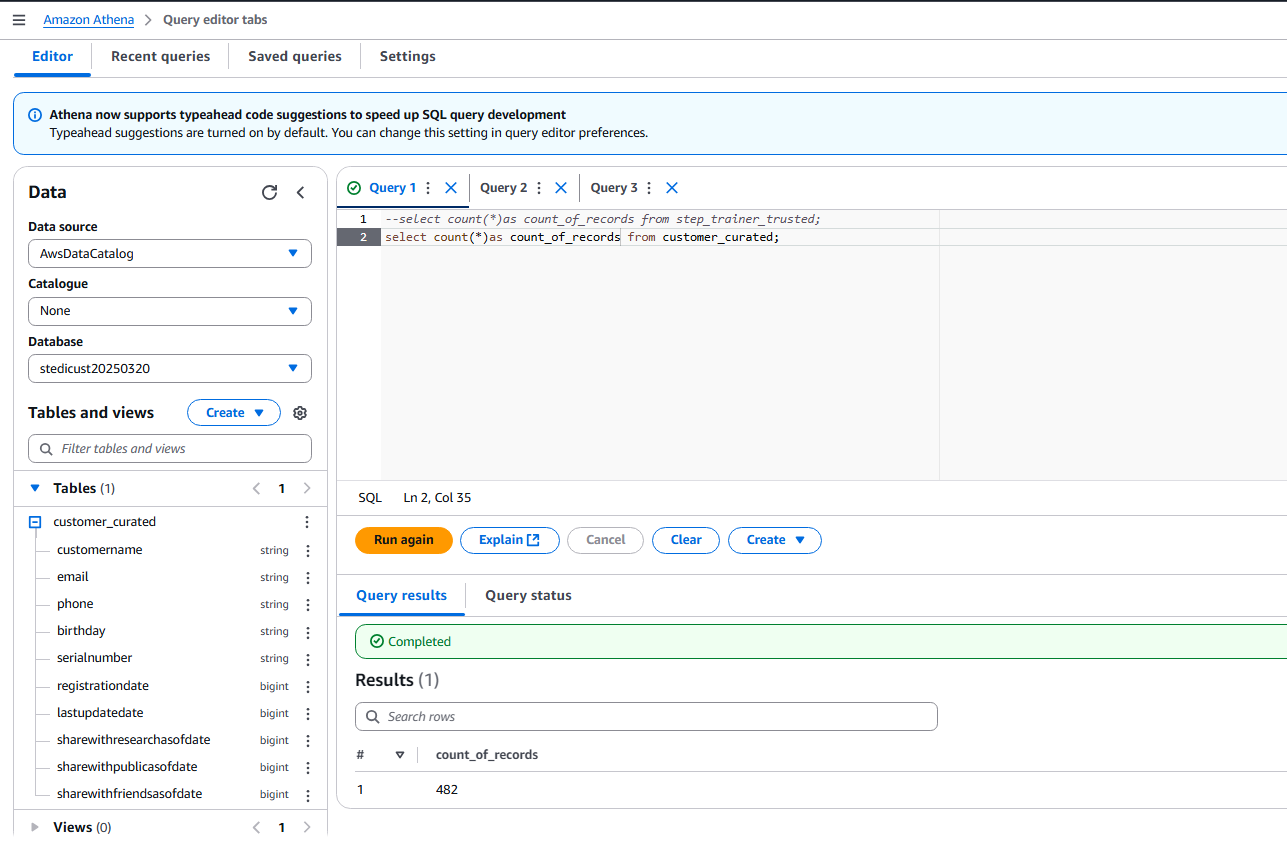 Amazon Athena > Query editor tabs
Editor Recent queries Saved queries Settings
Athena now supports typeahead code suggestions to speed up SQL query development
Typeahead suggestions are turned on by default. You can change this setting in query editor preferences.
Data
Data source
AwsDataCatalog
Catalogue
None
Database
stedicust20250320
Tables and views Create
Filter tables and views
Tables (1) < 1 >
customer_curated
customername string
email string
phone string
birthday string
serialnumber string
registrationdate bigint
lastupdatedate bigint
sharewithresearchasofdate bigint
sharewithpublicasofdate bigint
sharewithfriendsasofdate bigint
Views (0) < 1 >
Query 1 Query 2 Query 3
1 --select count(*)as count_of_records from step_trainer_trusted;
2 select count(*)as count_of_records from customer_curated;
SQL Ln 2, Col 35
Run again Explain Cancel Clear Create
Query results Query status
Completed
Results (1)
Search rows
# count_of_records
1 482